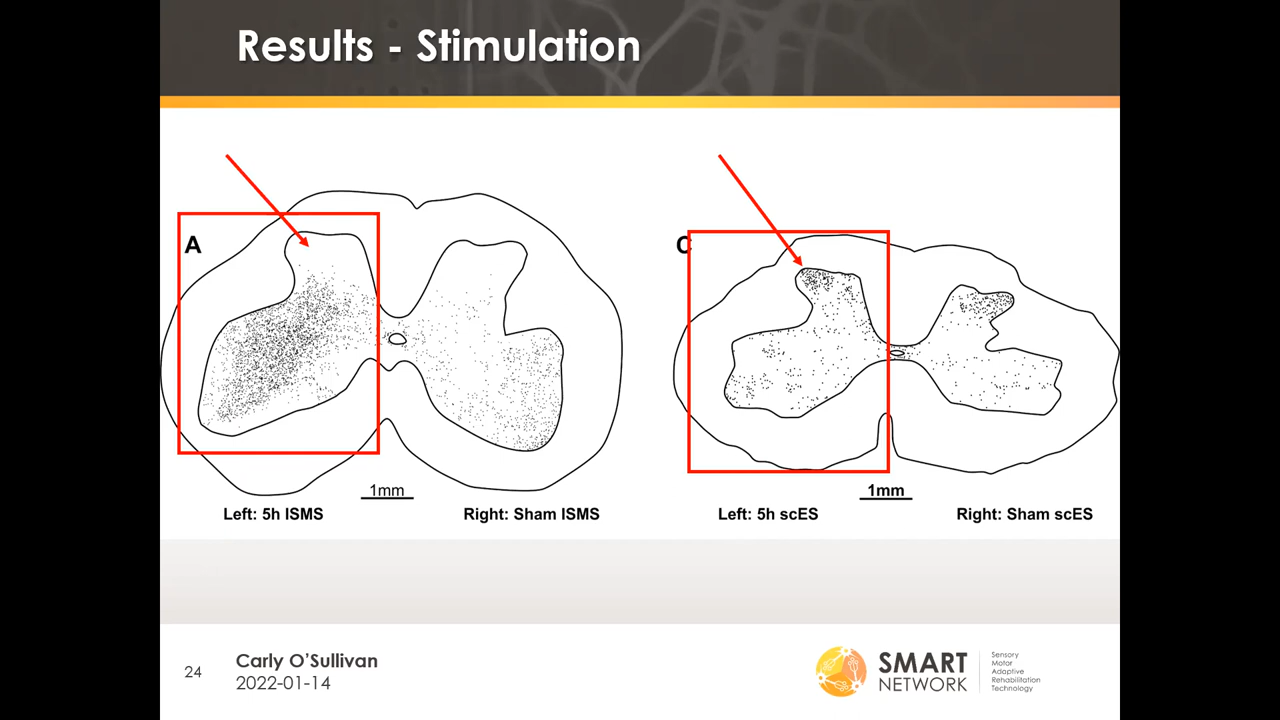 Results - Stimulation
A
C
1mm
1mm
Left: 5h ISMS
Right: Sham ISMS
Left: 5h scES
Right: Sham scES
24
Carly O’Sullivan
2022-01-14
SMART
NETWORK
Sensory
Motor
Adaptive
Rehabilitation
Technology